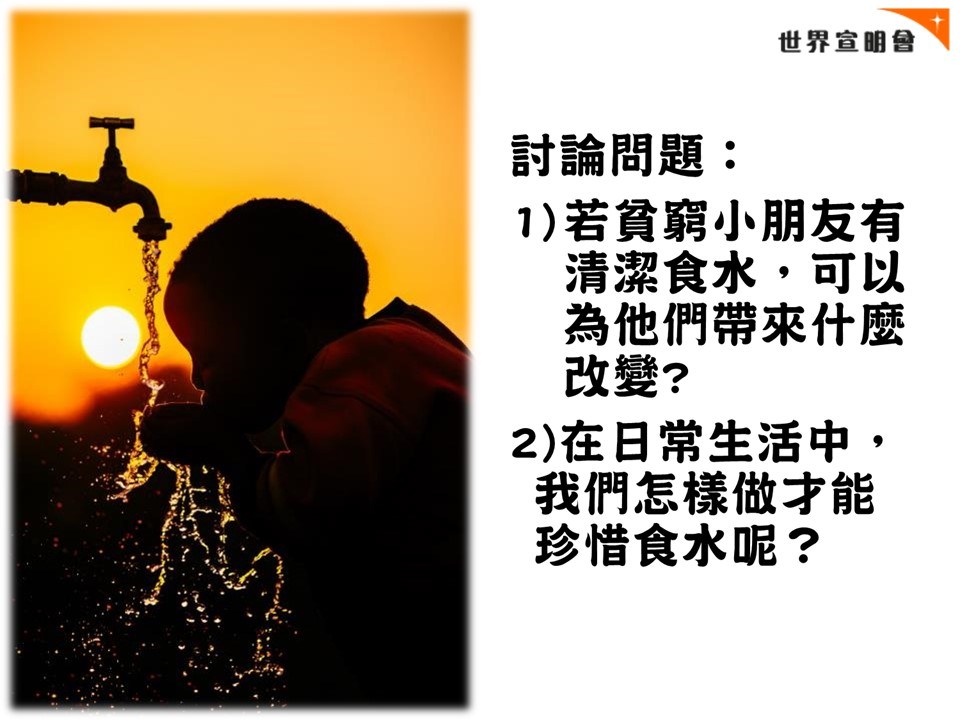 世界宣明會
討論問題：
1)若貧窮小朋友有
清潔食水，可以
為他們帶來什麼
改變?
2)在日常生活中，
我們怎樣做才能
珍惜食水呢？